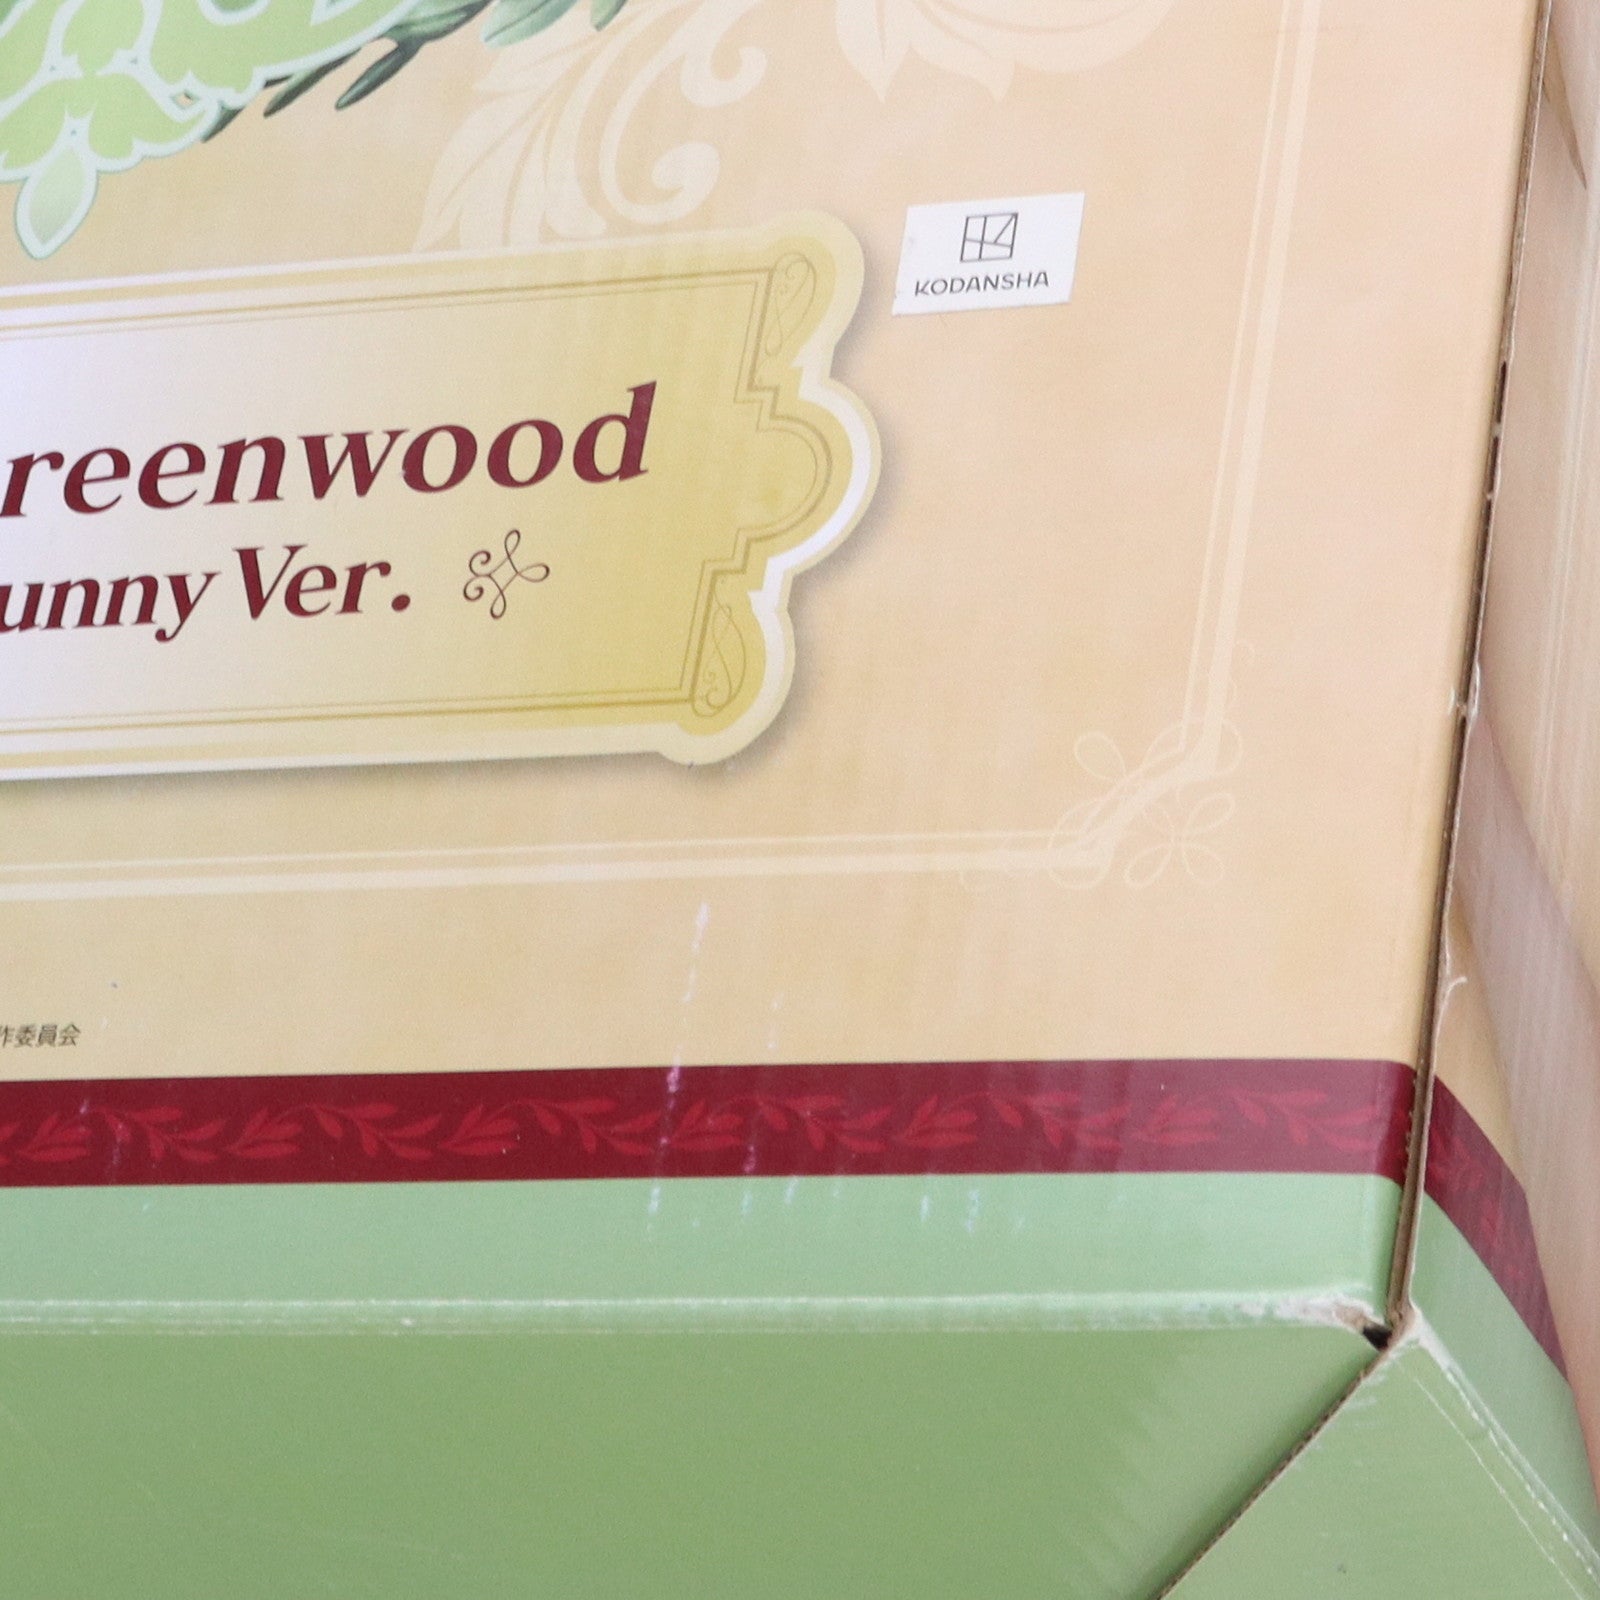 KODANSHA
reenwood
unny Ver.
作委員会